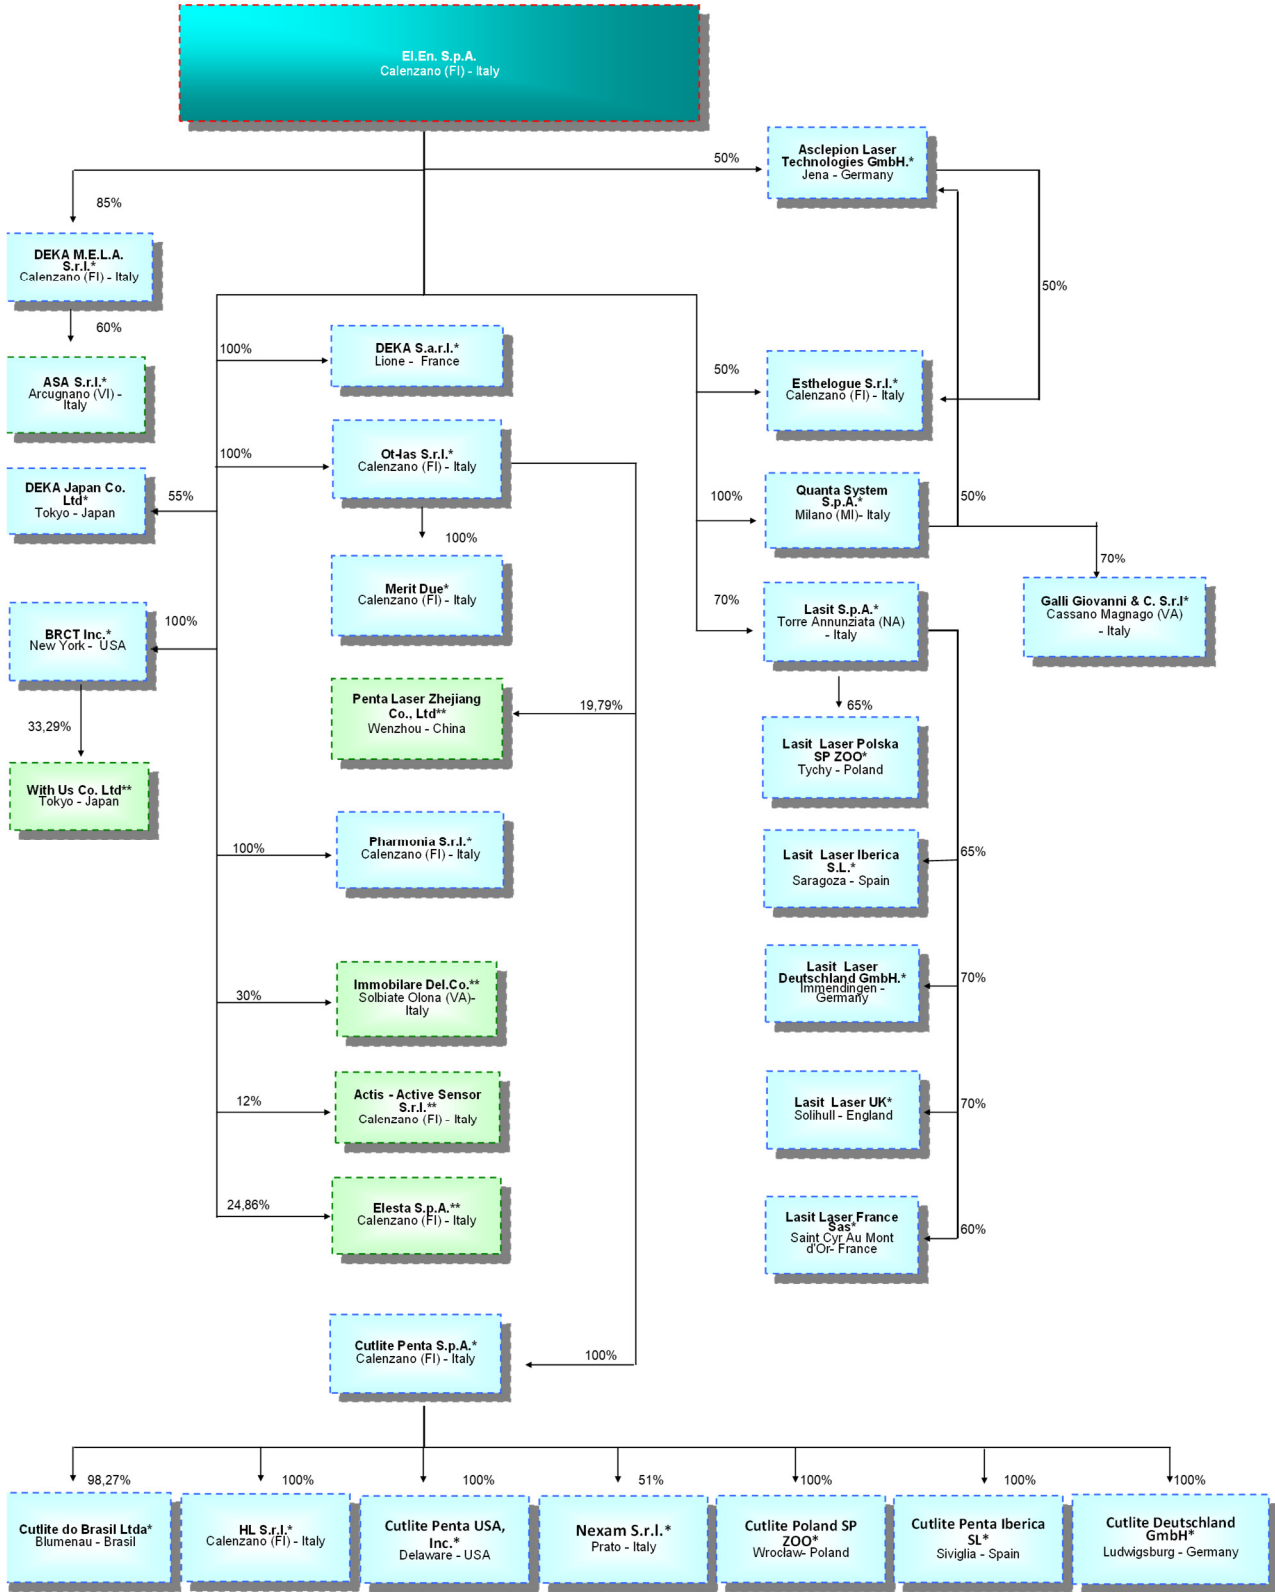 El.En. S.p.A.
Calenzano (FI) - Italy
50%
Asclepion Laser
Technologies GmbH.*
Jena - Germany
85%
DEKA M.E.L.A.
S.r.l.*
Calenzano (FI) - Italy
60%
50%
ASA S.r.l.*
Arcugnano (VI) -
Italy
100%
DEKA S.a.r.l.*
Lione - France
50%
Esthelogue S.r.l.*
Calenzano (FI) - Italy
100%
Ot-las S.r.l.*
Calenzano (FI) - Italy
DEKA Japan Co.
Ltd*
Tokyo - Japan
55%
100%
Quanta System
S.p.A.*
Milano (MI)- Italy
50%
70%
Galli Giovanni & C. S.r.l*
Cassano Magnago (VA)
- Italy
100%
Merit Due*
Calenzano (FI) - Italy
70%
Lasit S.p.A.*
Torre Annunziata (NA)
- Italy
BRCT Inc.*
New York - USA
100%
33,29%
With Us Co. Ltd**
Tokyo - Japan
Penta Laser Zhejiang
Co., Ltd**
Wenzhou - China
19,79%
65%
Lasit Laser Polska
SP ZOO*
Tychy - Poland
100%
Pharmonia S.r.l.*
Calenzano (FI) - Italy
Lasit Laser Iberica
S.L.*
Saragoza - Spain
65%
30%
Immobilare Del.Co.**
Solbiate Olona (VA)-
Italy
Lasit Laser
Deutschland GmbH.*
Immendingen -
Germany
70%
12%
Actis - Active Sensor
S.r.l.**
Calenzano (FI) - Italy
Lasit Laser UK*
Solihull - England
70%
24,86%
Elesta S.p.A.**
Calenzano (FI) - Italy
Lasit Laser France
Sas*
Saint Cyr Au Mont
d'Or- France
60%
Cutlite Penta S.p.A.*
Calenzano (FI) - Italy
100%
98,27%
100%
100%
51%
100%
100%
100%
Cutlite do Brasil Ltda*
Blumenau - Brasil
HL S.r.l.*
Calenzano (FI) - Italy
Cutlite Penta USA,
Inc.*
Delaware - USA
Nexam S.r.l.*
Prato - Italy
Cutlite Poland SP
ZOO*
Wroclaw- Poland
Cutlite Penta Iberica
SL*
Siviglia - Spain
Cutlite Deutschland
GmbH*
Ludwigsburg - Germany